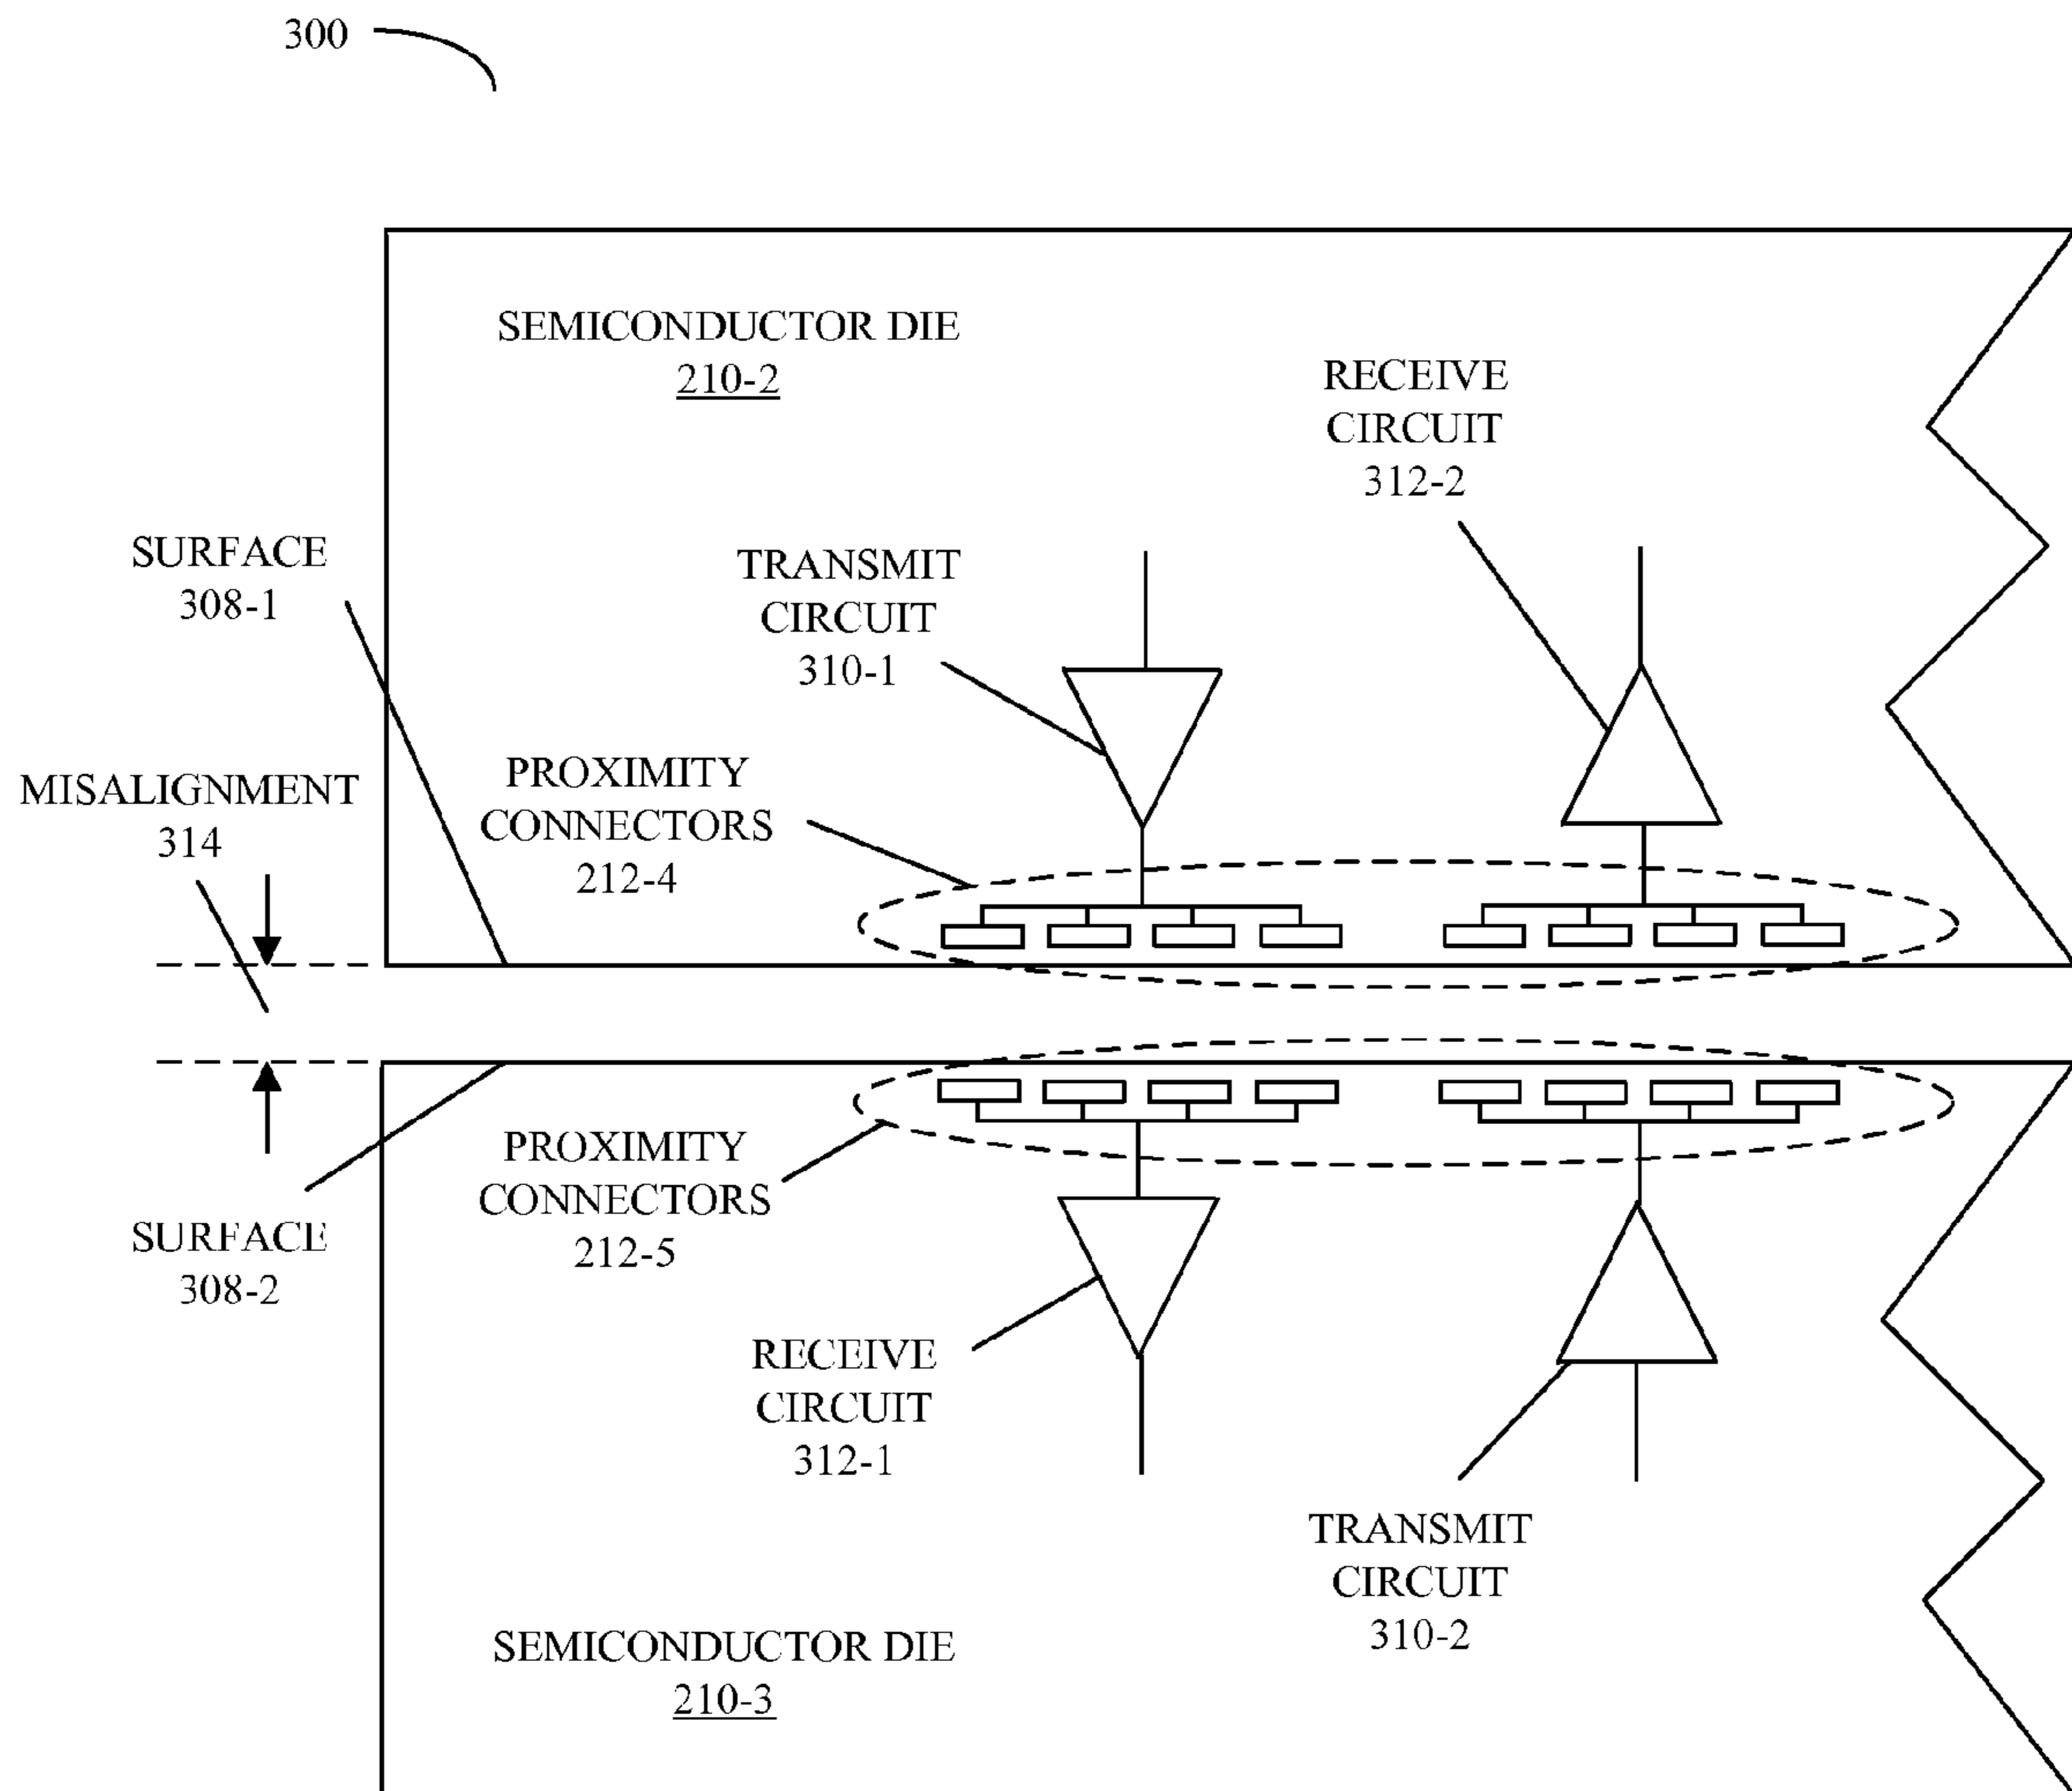 300
SEMICONDUCTOR DIE
210-2
RECEIVE
CIRCUIT
312-2
SURFACE
308-1
TRANSMIT
CIRCUIT
310-1
MISALIGNMENT
314
PROXIMITY
CONNECTORS
212-4
PROXIMITY
CONNECTORS
212-5
SURFACE
308-2
RECEIVE
CIRCUIT
312-1
TRANSMIT
CIRCUIT
310-2
SEMICONDUCTOR DIE
210-3